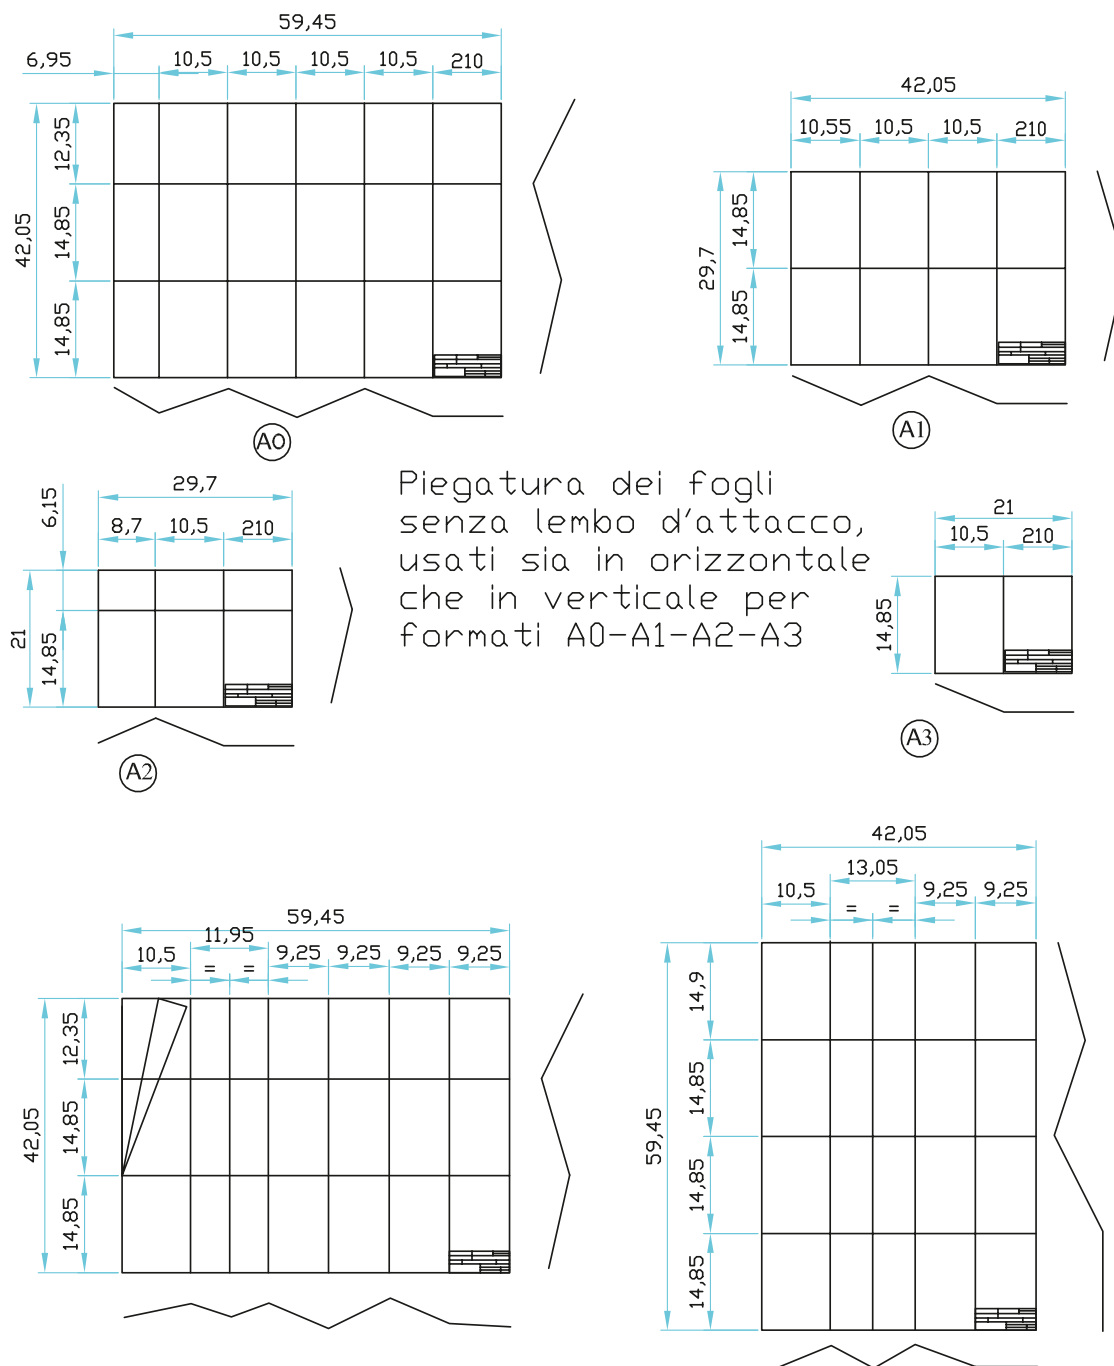 59,45
6,95 10,5 10,5 10,5 10,5 210
42,05
12,35
14,85
14,85
A0
42,05
10,55 10,5 10,5 210
29,7
14,85
14,85
A1
29,7
6,15
8,7 10,5 210
21
14,85
A2
Piegatura dei fogli
senza lembo d'attacco,
usati sia in orizzontale
che in verticale per
formati A0-A1-A2-A3
21
10,5 210
14,85
A3
59,45
11,95
10,5 = = 9,25 9,25 9,25 9,25
42,05
12,35
14,85
14,85
42,05
13,05
10,5 = = 9,25 9,25
59,45
14,9
14,85
14,85
14,85